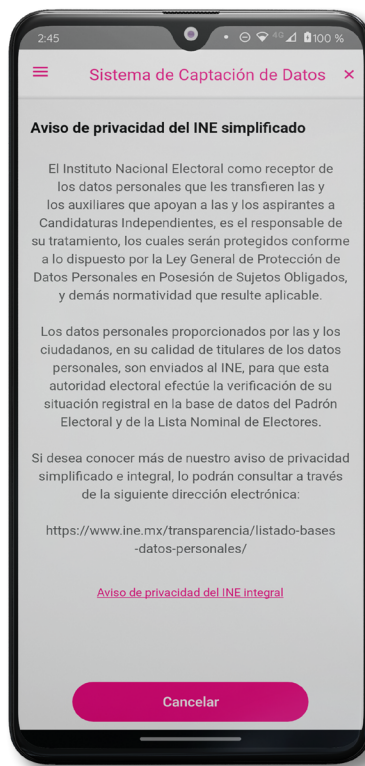 2:45
4G
100 %
Sistema de Captación de Datos ×
Aviso de privacidad del INE simplificado
El Instituto Nacional Electoral como receptor de
los datos personales que les transfieren las y
los auxiliares que apoyan a las y los aspirantes a
Candidaturas Independientes, es el responsable de
su tratamiento, los cuales serán protegidos conforme
a lo dispuesto por la Ley General de Protección de
Datos Personales en Posesión de Sujetos Obligados,
y demás normatividad que resulte aplicable.
Los datos personales proporcionados por las y los
ciudadanos, en su calidad de titulares de los datos
personales, son enviados al INE, para que esta
autoridad electoral efectúe la verificación de su
situación registral en la base de datos del Padrón
Electoral y de la Lista Nominal de Electores.
Si desea conocer más de nuestro aviso de privacidad
simplificado e integral, lo podrán consultar a través
de la siguiente dirección electrónica:
https://www.ine.mx/transparencia/listado-bases
-datos-personales/
Aviso de privacidad del INE integral
Cancelar